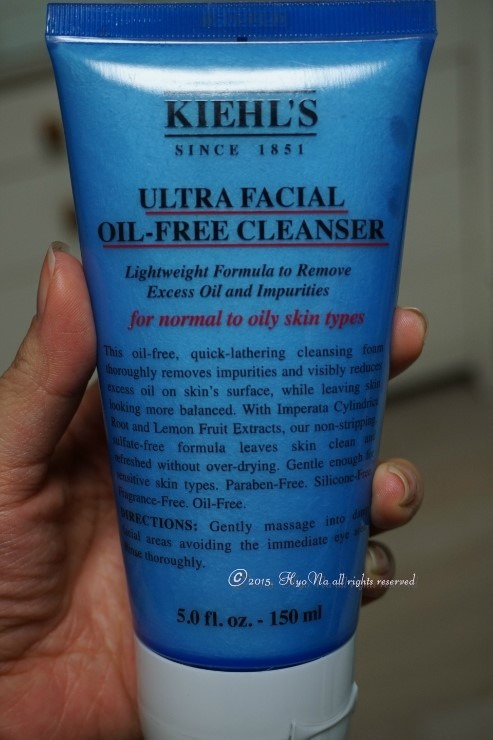 KIEHL'S
SINCE 1851
ULTRA FACIAL
OIL-FREE CLEANSER
Lightweight Formula to Remove
Excess Oil and Impurities
for normal to oily skin types
This oil-free, quick-lathering cleansing foam
thoroughly removes impurities and visibly reduces
excess oil on skin's surface, while leaving skin
looking more balanced. With Imperata Cylindrica
Root and Lemon Fruit Extracts, our non-stripping,
sulfate-free formula leaves skin clean and
refreshed without over-drying. Gentle enough for
sensitive skin types. Paraben-Free. Silicone-Free.
Fragrance-Free. Oil-Free.
DIRECTIONS: Gently massage into
facial areas avoiding the immediate eye
thoroughly.
©2015. HyoNa all rights reserved
5.0 fl. oz. - 150 ml